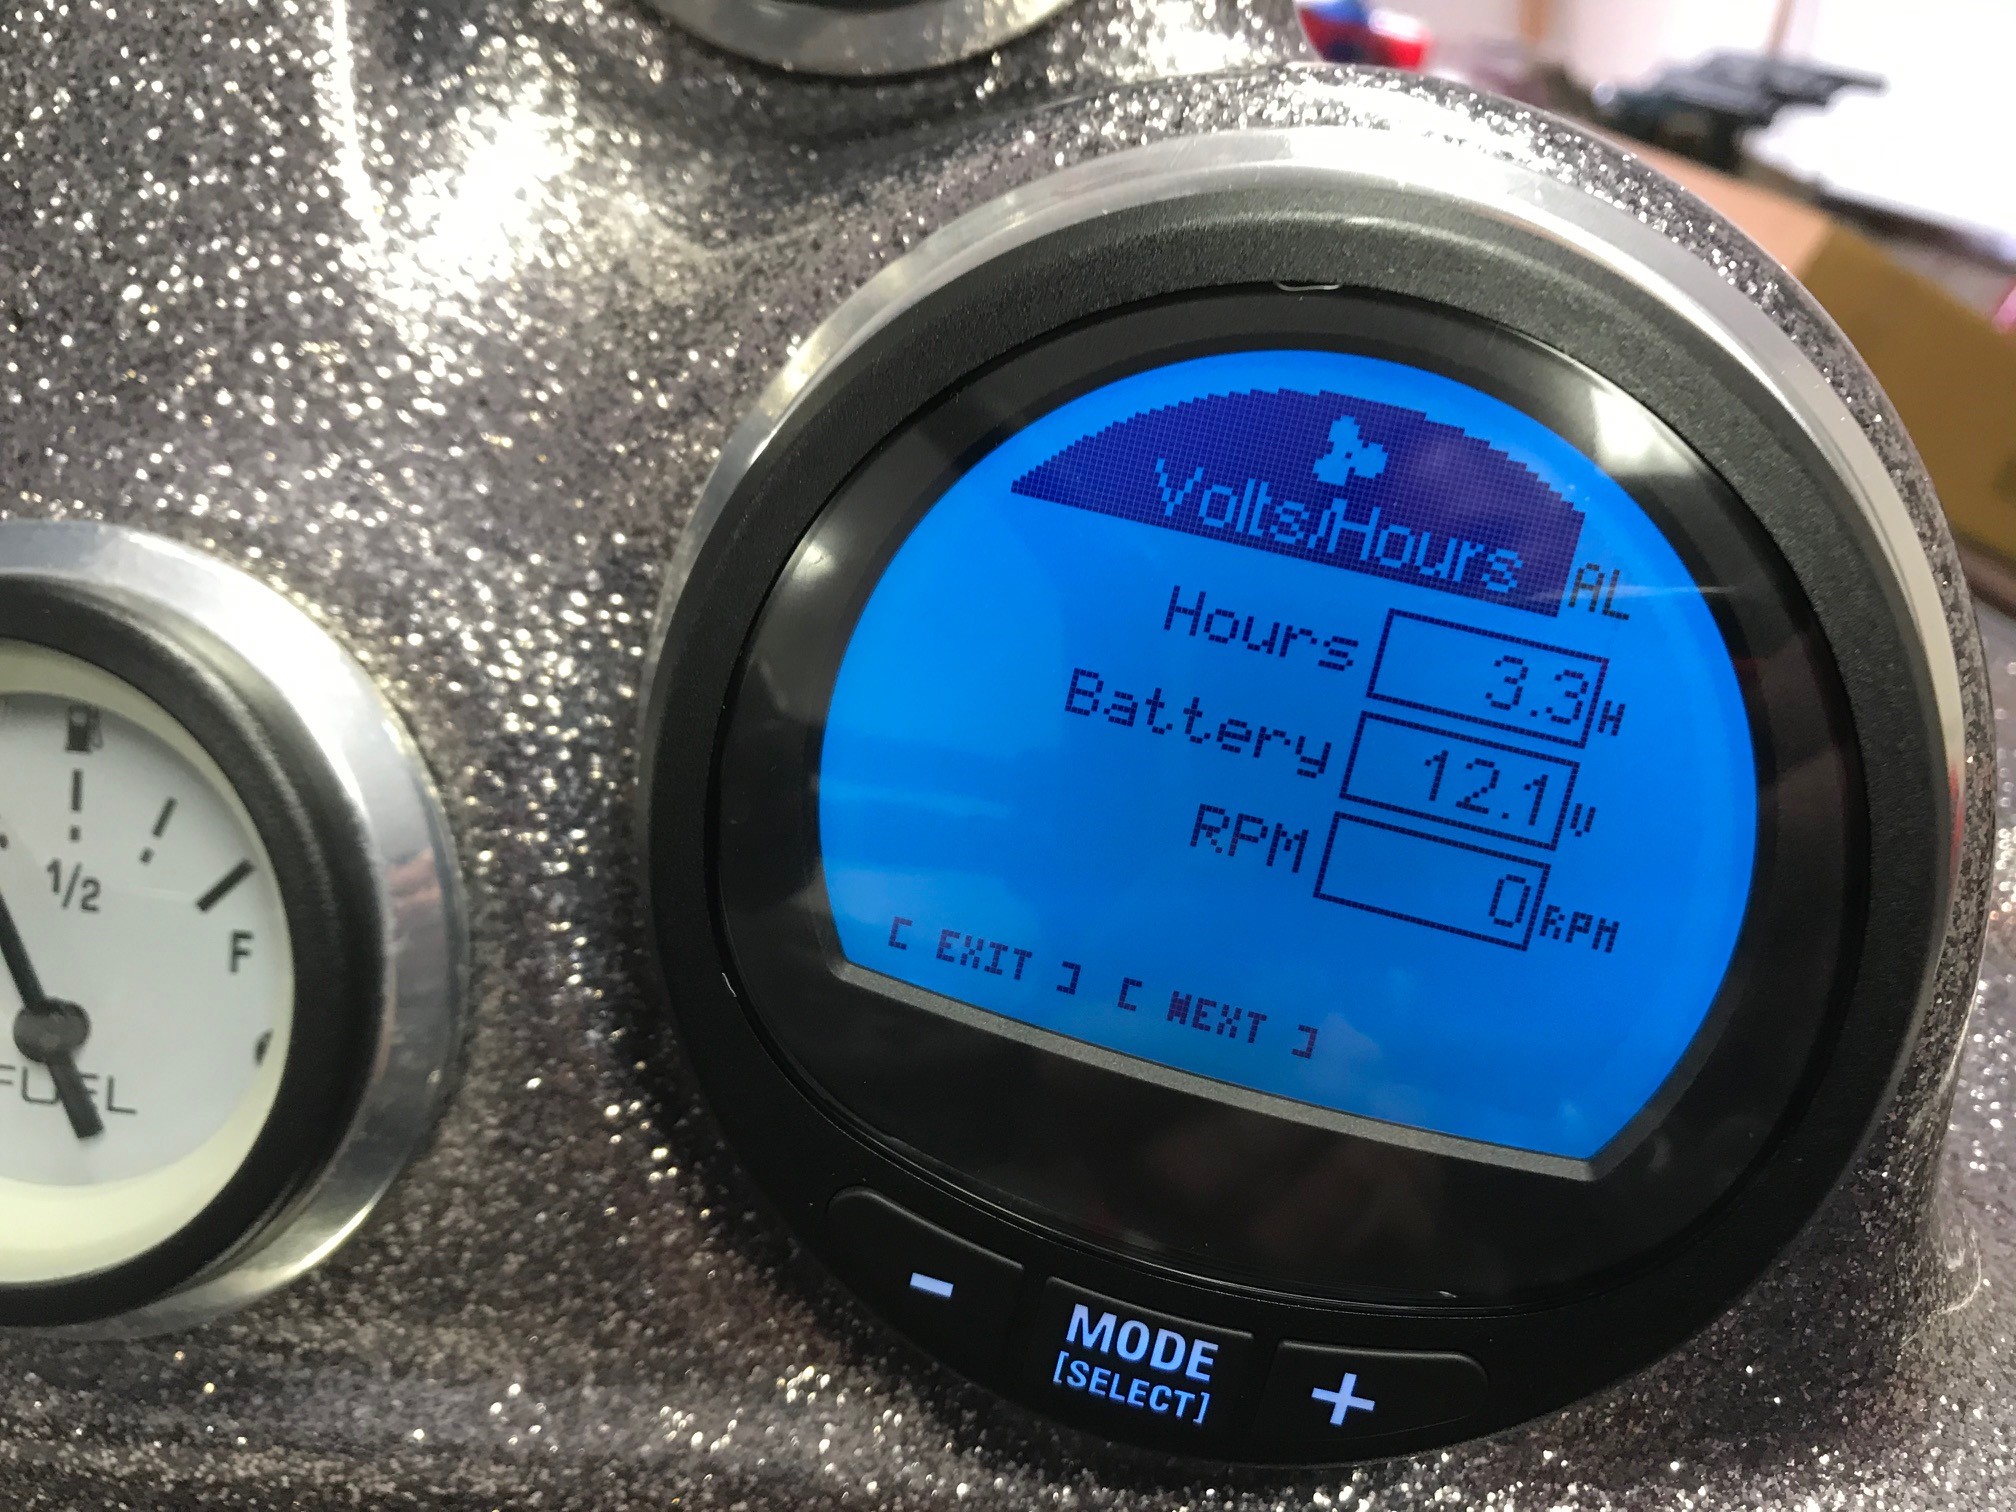 Volts/Hours
AL
Hours 3.3 H
Battery 12.1 V
RPM 0 RPM
[ EXIT ] [ NEXT ]
- MODE +
[SELECT]
1/2
F
FUEL